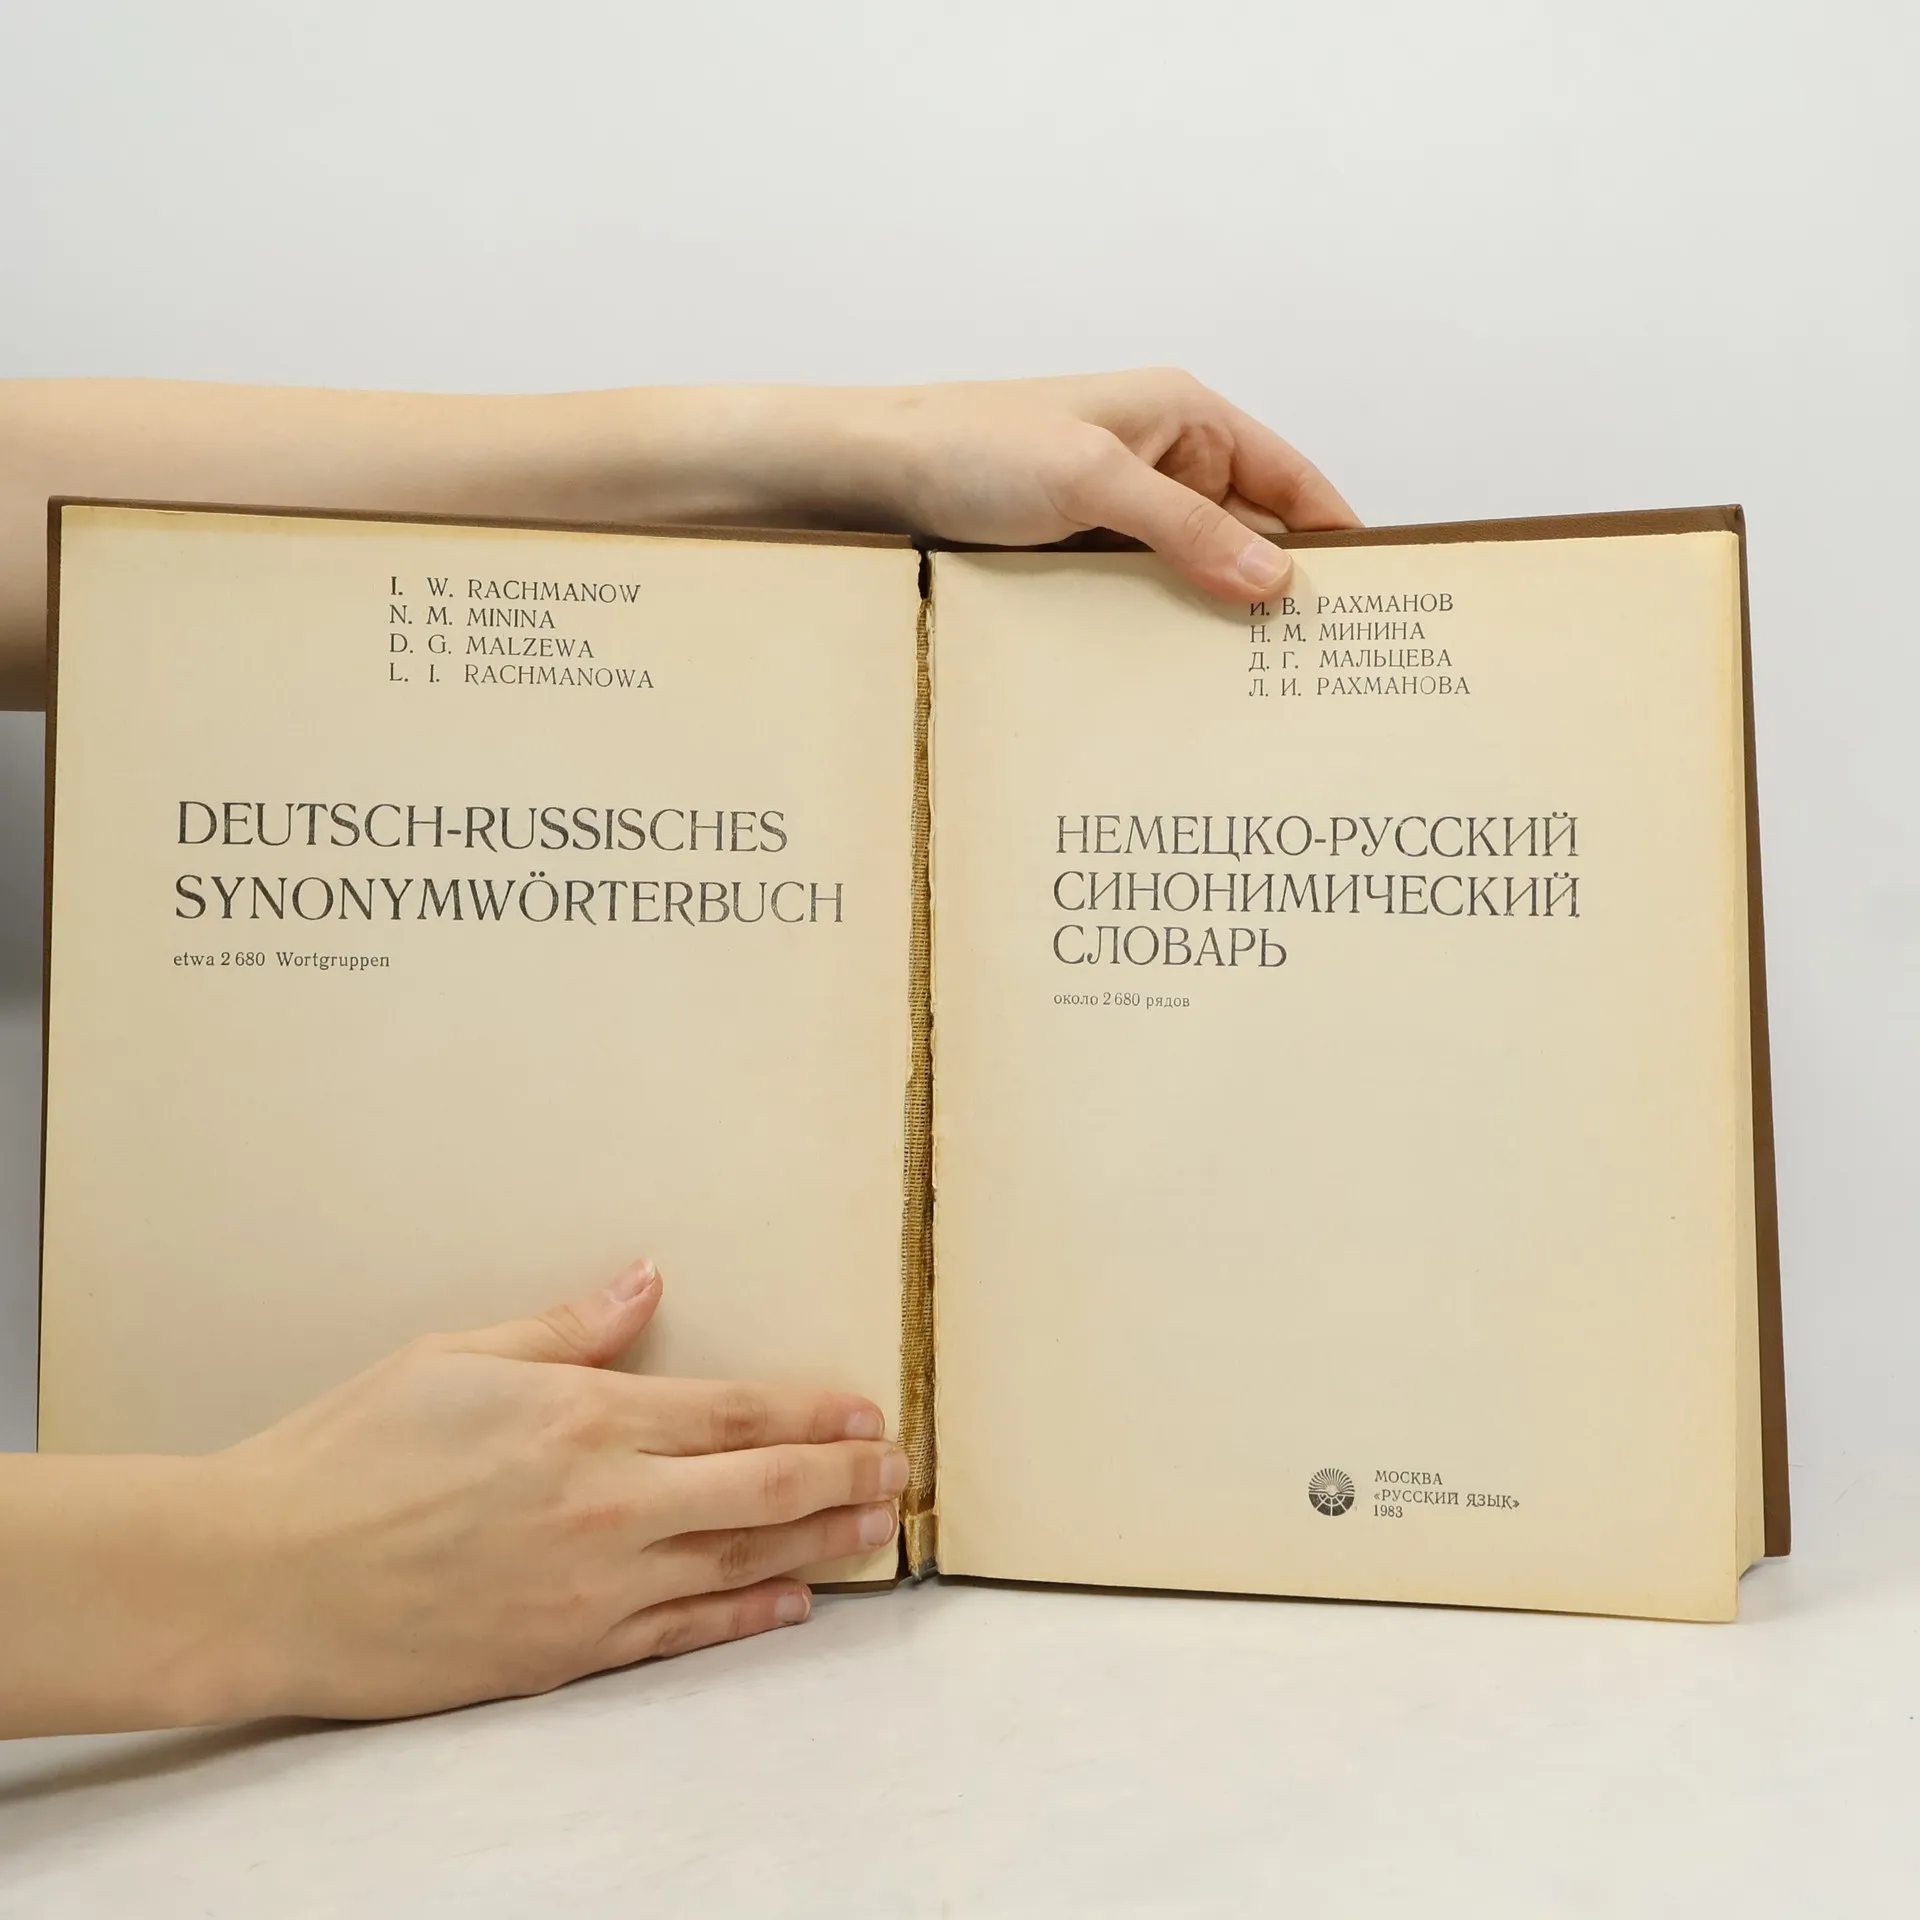 I. W. RACHMANOW
N. M. MININA
D. G. MALZEWA
L. I. RACHMANOWA
DEUTSCH-RUSSISCHES
SYNONYMWÖRTERBUCH
etwa 2 680 Wortgruppen
И. В. РАХМАНОВ
Н. М. МИНИНА
Д. Г. МАЛЬЦЕВА
Л. И. РАХМАНОВА
НЕМЕЦКО-РУССКИЙ
СИНОНИМИЧЕСКИЙ
СЛОВАРЬ
около 2 680 рядов
МОСКВА
«РУССКИЙ ЯЗЫК»
1983